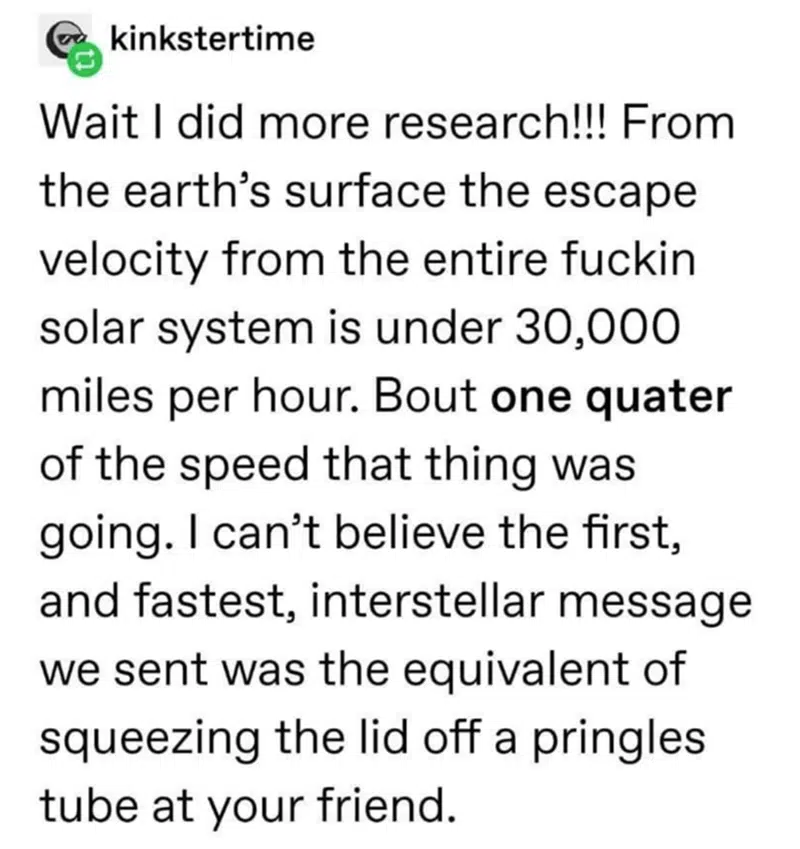 kinkstertime
Wait I did more research!!! From
the earth's surface the escape
velocity from the entire fuckin
solar system is under 30,000
miles per hour. Bout one quater
of the speed that thing was
going. I can't believe the first,
and fastest, interstellar message
we sent was the equivalent of
squeezing the lid off a pringles
tube at your friend.